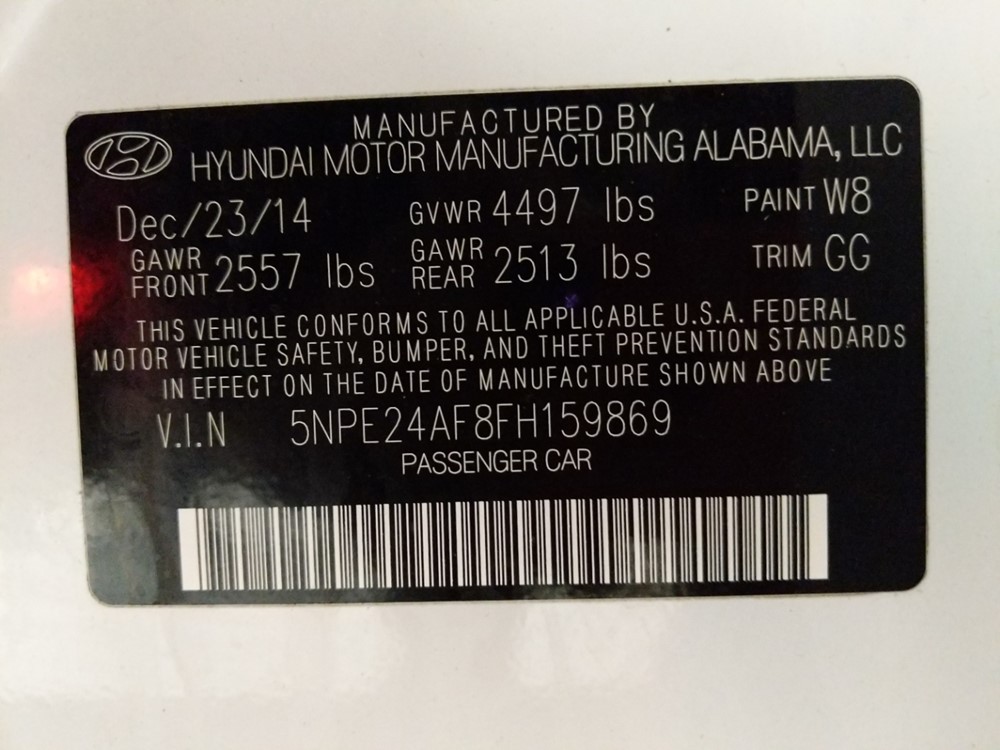 MANUFACTURED BY
HYUNDAI MOTOR MANUFACTURING ALABAMA, LLC
Dec/23/14 GVWR 4497 lbs PAINT W8
GAWR FRONT 2557 lbs GAWR REAR 2513 lbs TRIM GG
THIS VEHICLE CONFORMS TO ALL APPLICABLE U.S.A. FEDERAL
MOTOR VEHICLE SAFETY, BUMPER, AND THEFT PREVENTION STANDARDS
IN EFFECT ON THE DATE OF MANUFACTURE SHOWN ABOVE
V.I.N 5NPE24AF8FH159869
PASSENGER CAR